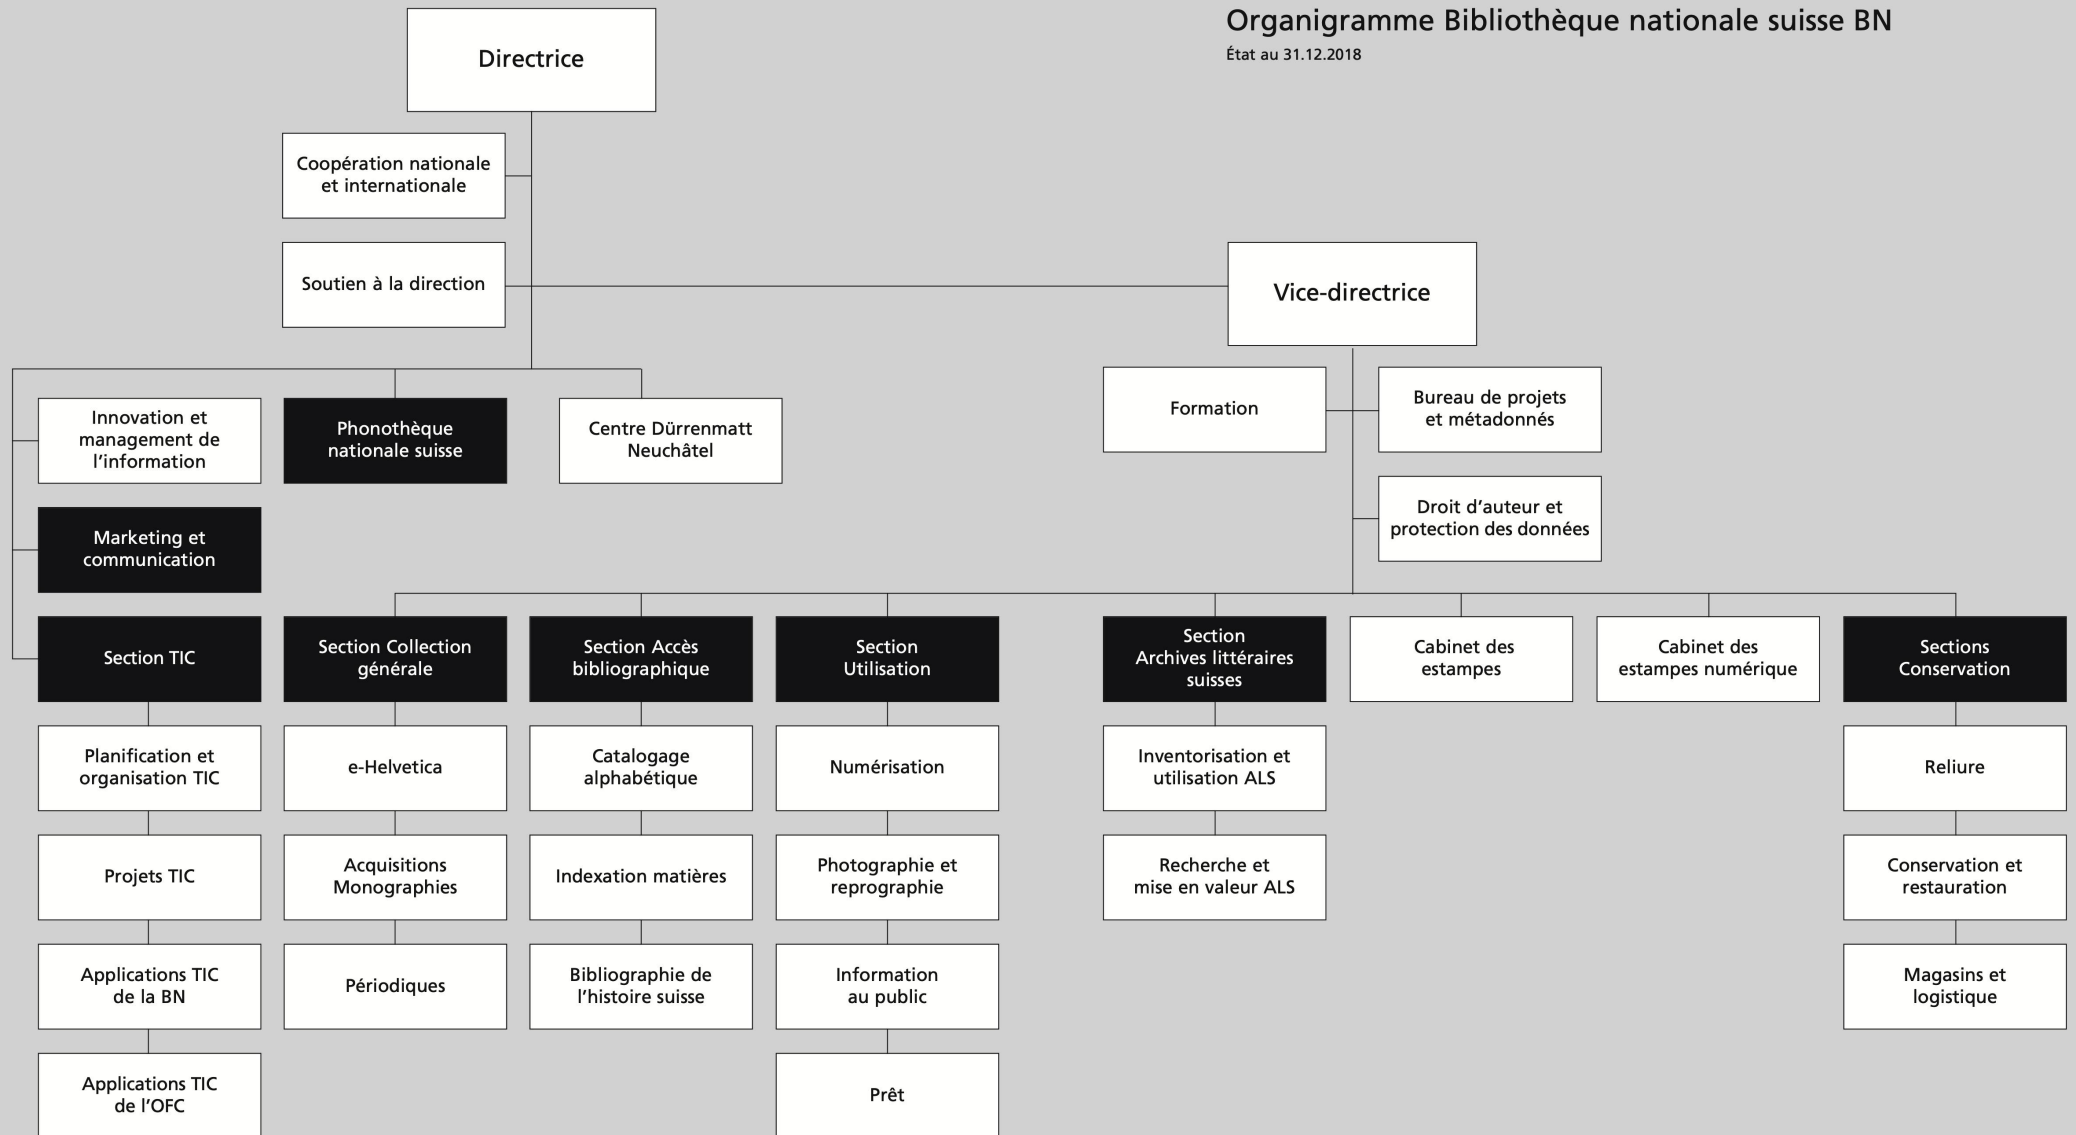 Organigramme Bibliothèque nationale suisse BN
État au 31.12.2018
Directrice
Coopération nationale
et internationale
Soutien à la direction
Vice-directrice
Formation
Bureau de projets
et métadonnés
Droit d’auteur et
protection des données
Innovation et
management de
l’information
Phonothèque
nationale suisse
Centre Dürrenmatt
Neuchâtel
Marketing et
communication
Section TIC
Planification et
organisation TIC
Projets TIC
Applications TIC
de la BN
Applications TIC
de l’OFC
Section Collection
générale
e-Helvetica
Acquisitions
Monographies
Périodiques
Section Accès
bibliographique
Catalogage
alphabétique
Indexation matières
Bibliographie de
l’histoire suisse
Section
Utilisation
Numérisation
Photographie et
reprographie
Information
au public
Prêt
Section
Archives littéraires
suisses
Inventorisation et
utilisation ALS
Recherche et
mise en valeur ALS
Cabinet des
estampes
Cabinet des
estampes numérique
Sections
Conservation
Reliure
Conservation et
restauration
Magasins et
logistique